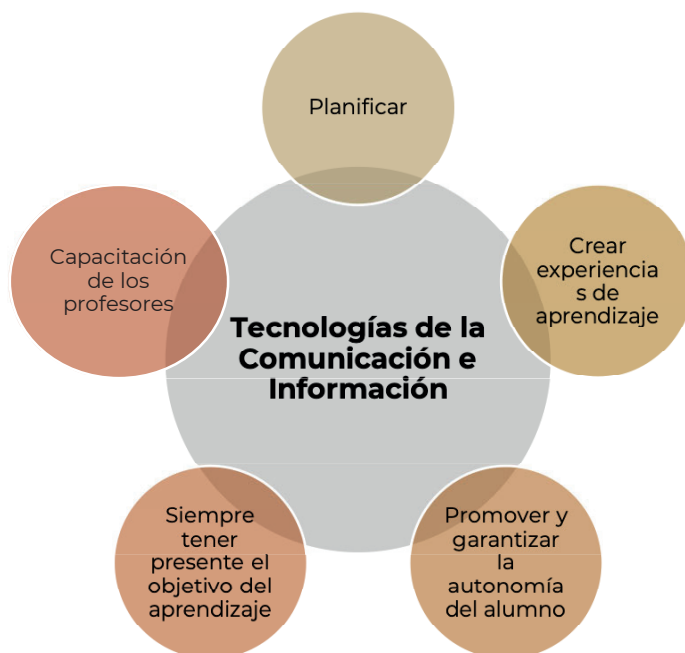 Planificar
Crear
experiencia
s de
aprendizaje
Promover y
garantizar
la
autonomía
del alumno
Siempre
tener
presente el
objetivo del
aprendizaje
Capacitación
de los
profesores
Tecnologías de la
Comunicación e
Información